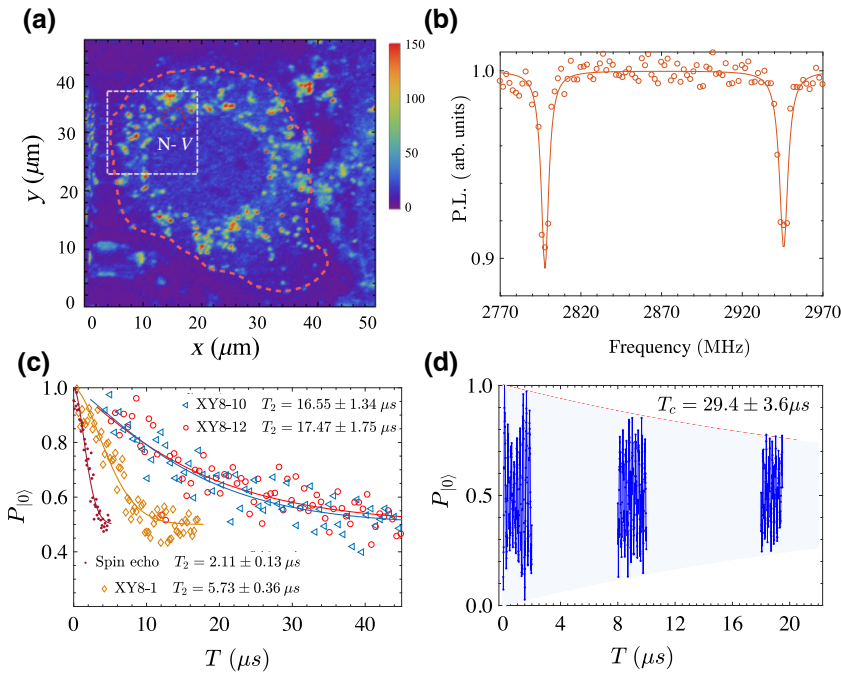 (a)
150
100
50
0
40
30
20
10
0
y (μm)
N- V
0 10 20 30 40 50
x (μm)
(b)
1.0
0.9
P.L. ( arb. units)
2770 2820 2870 2920 2970
Frequency (MHz)
(c)
1.0
0.8
0.6
0.4
P|0⟩
XY8-10 T2 = 16.55 ± 1.34 μs
XY8-12 T2 = 17.47 ± 1.75 μs
Spin echo T2 = 2.11 ± 0.13 μs
XY8-1 T2 = 5.73 ± 0.36 μs
0 10 20 30 40
T (μs)
(d)
1.0
0.5
0.0
P|0⟩
Tc = 29.4 ± 3.6μs
0 4 8 12 16 20
T (μs)